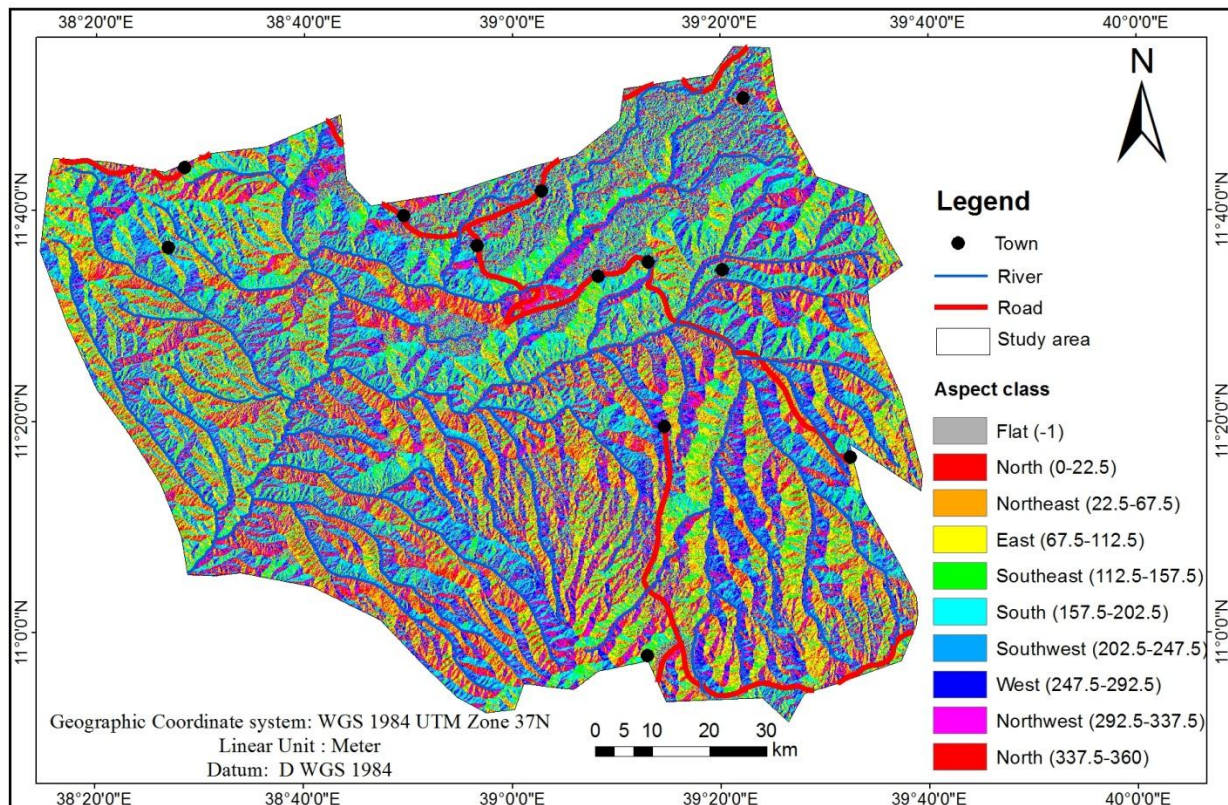 38°20'0"E 38°40'0"E 39°0'0"E 39°20'0"E 39°40'0"E 40°0'0"E
N
11°40'0"N 11°40'0"N
11°20'0"N 11°20'0"N
11°0'0"N 11°0'0"N
Legend
Town
River
Road
Study area
Aspect class
Flat (-1)
North (0-22.5)
Northeast (22.5-67.5)
East (67.5-112.5)
Southeast (112.5-157.5)
South (157.5-202.5)
Southwest (202.5-247.5)
West (247.5-292.5)
Northwest (292.5-337.5)
North (337.5-360)
Geographic Coordinate system: WGS 1984 UTM Zone 37N
Linear Unit : Meter
Datum: D WGS 1984
0 5 10 20 30
km
38°20'0"E 38°40'0"E 39°0'0"E 39°20'0"E 39°40'0"E 40°0'0"E